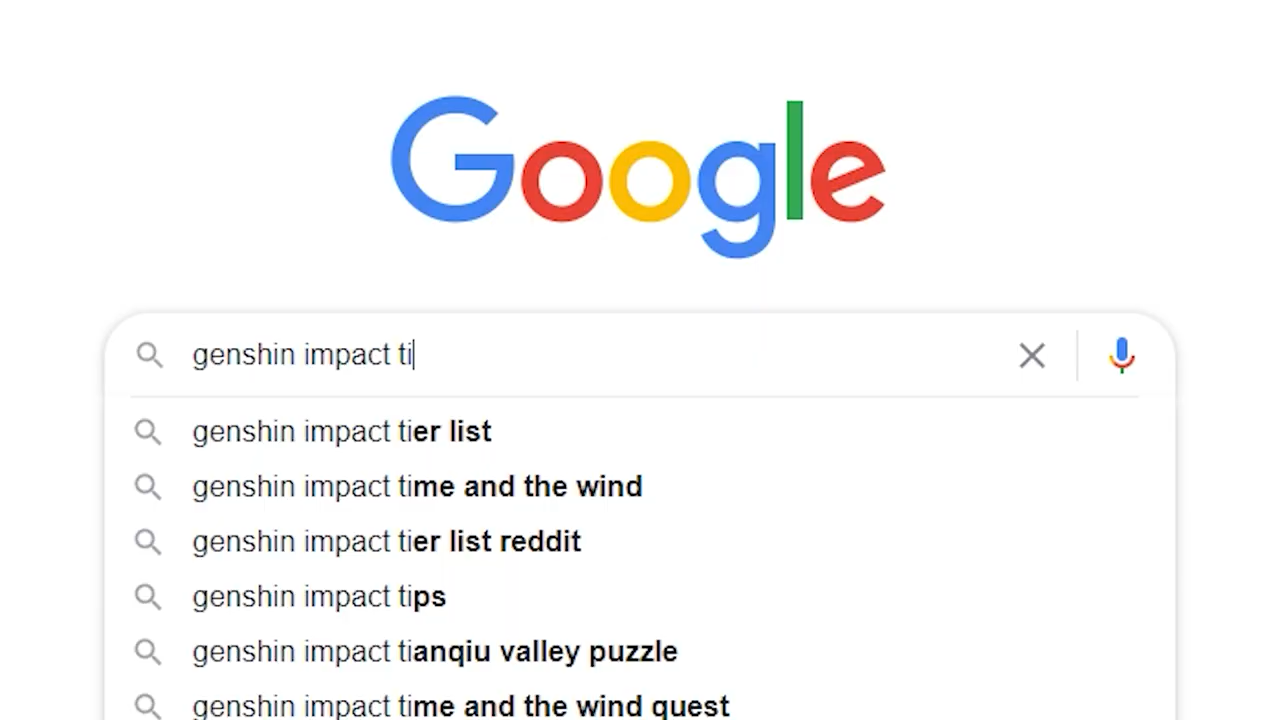 Google
genshin impact ti
genshin impact tier list
genshin impact time and the wind
genshin impact tier list reddit
genshin impact tips
genshin impact tianqiu valley puzzle
genshin impact time and the wind quest